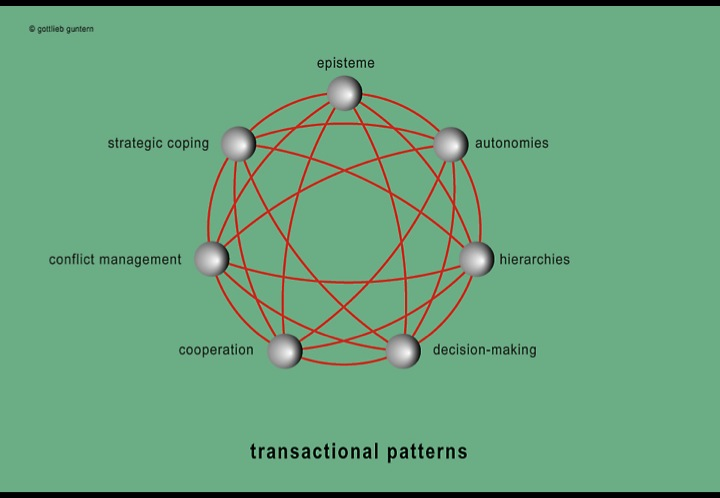 © gottlieb guntern
episteme
strategic coping
autonomies
conflict management
hierarchies
cooperation
decision-making
transactional patterns